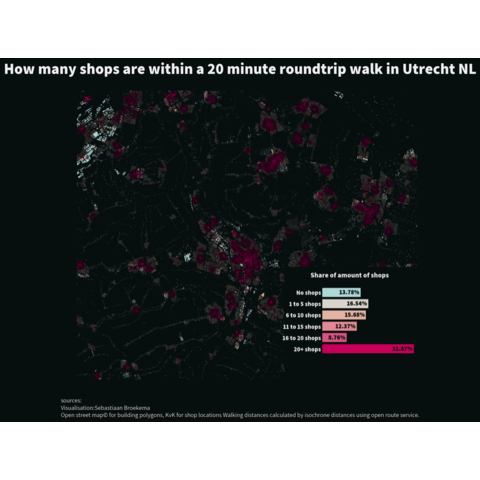 How many shops are within a 20 minute roundtrip walk in Utrecht NL
Share of amount of shops
No shops 13.78%
1 to 5 shops 16.54%
6 to 10 shops 15.68%
11 to 15 shops 12.37%
16 to 20 shops 8.76%
20+ shops
sources:
Visualisation:Sebastiaan Broekema
Open street map© for building polygons, KvK for shop locations Walking distances calculated by isochrone distances using open route service.